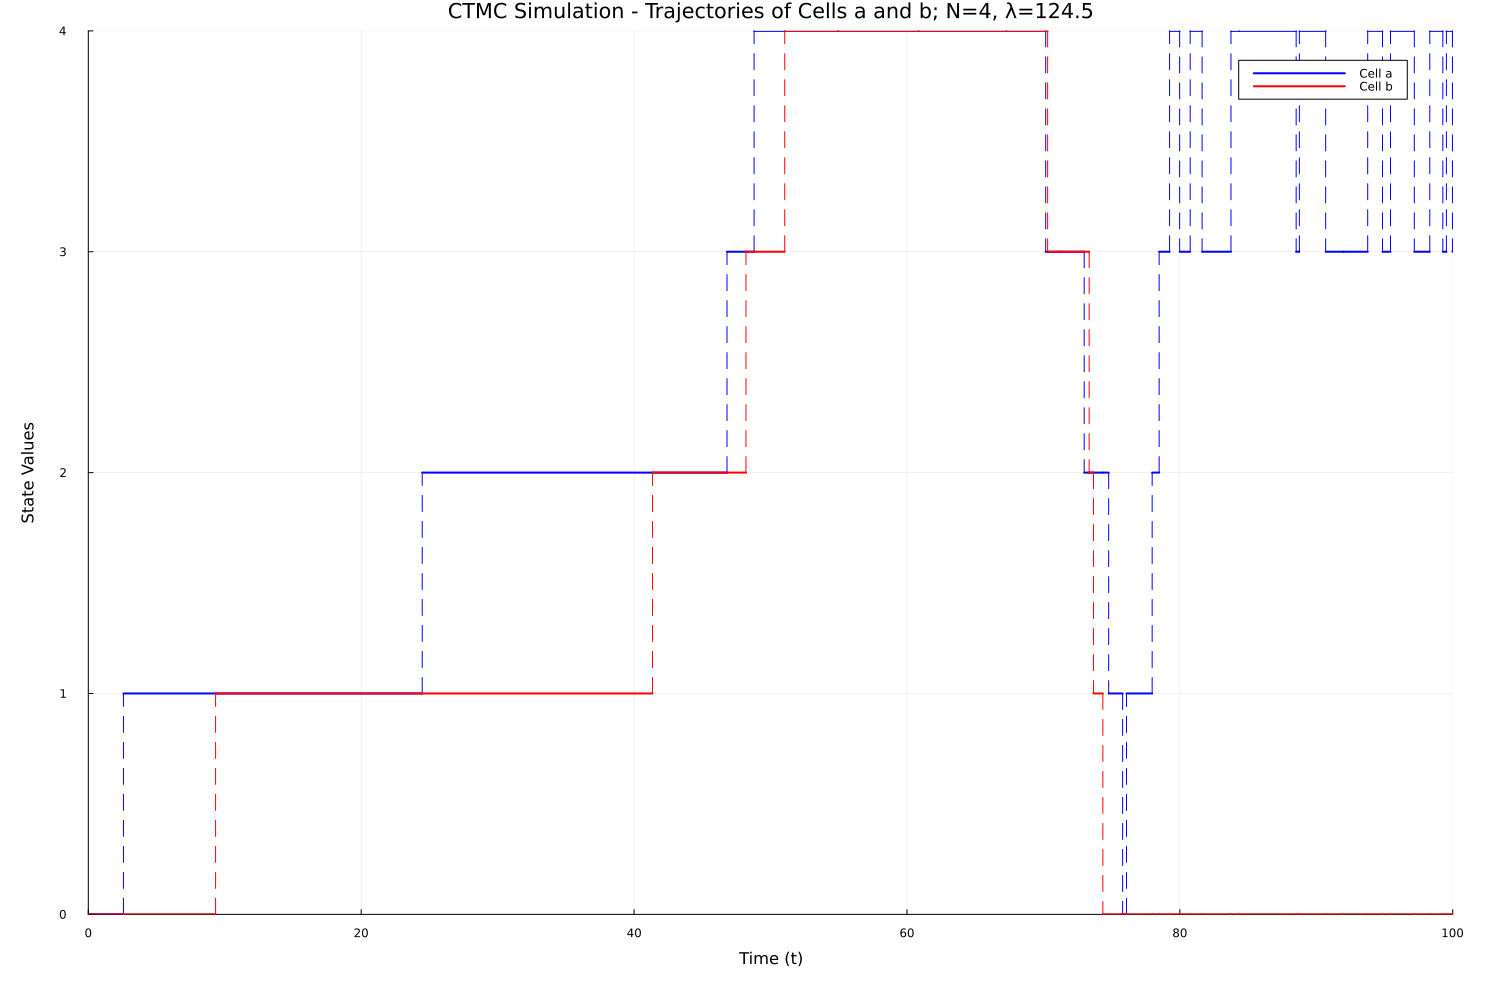 CTMC Simulation - Trajectories of Cells a and b; N=4, λ=124.5
4
Cell a
Cell b
3
State Values
2
1
0
0 20 40 60 80 100
Time (t)